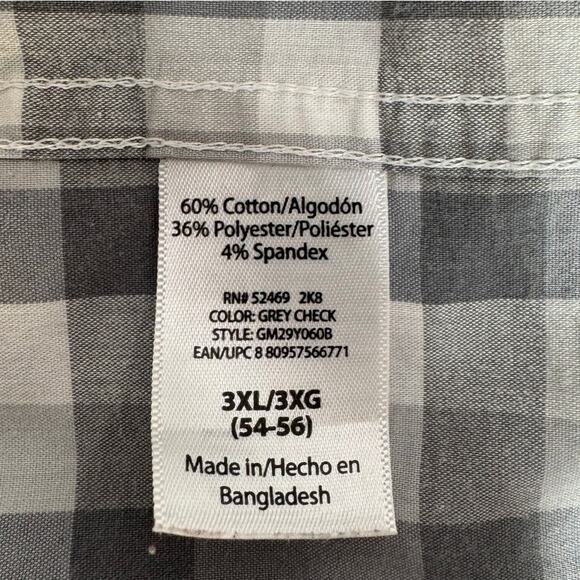 60% Cotton/Algodón
36% Polyester/Poliéster
4% Spandex
RN# 52469 2K8
COLOR: GREY CHECK
STYLE: GM29Y060B
EAN/UPC 8 80957566771
3XL/3XG
(54-56)
Made in/Hecho en
Bangladesh